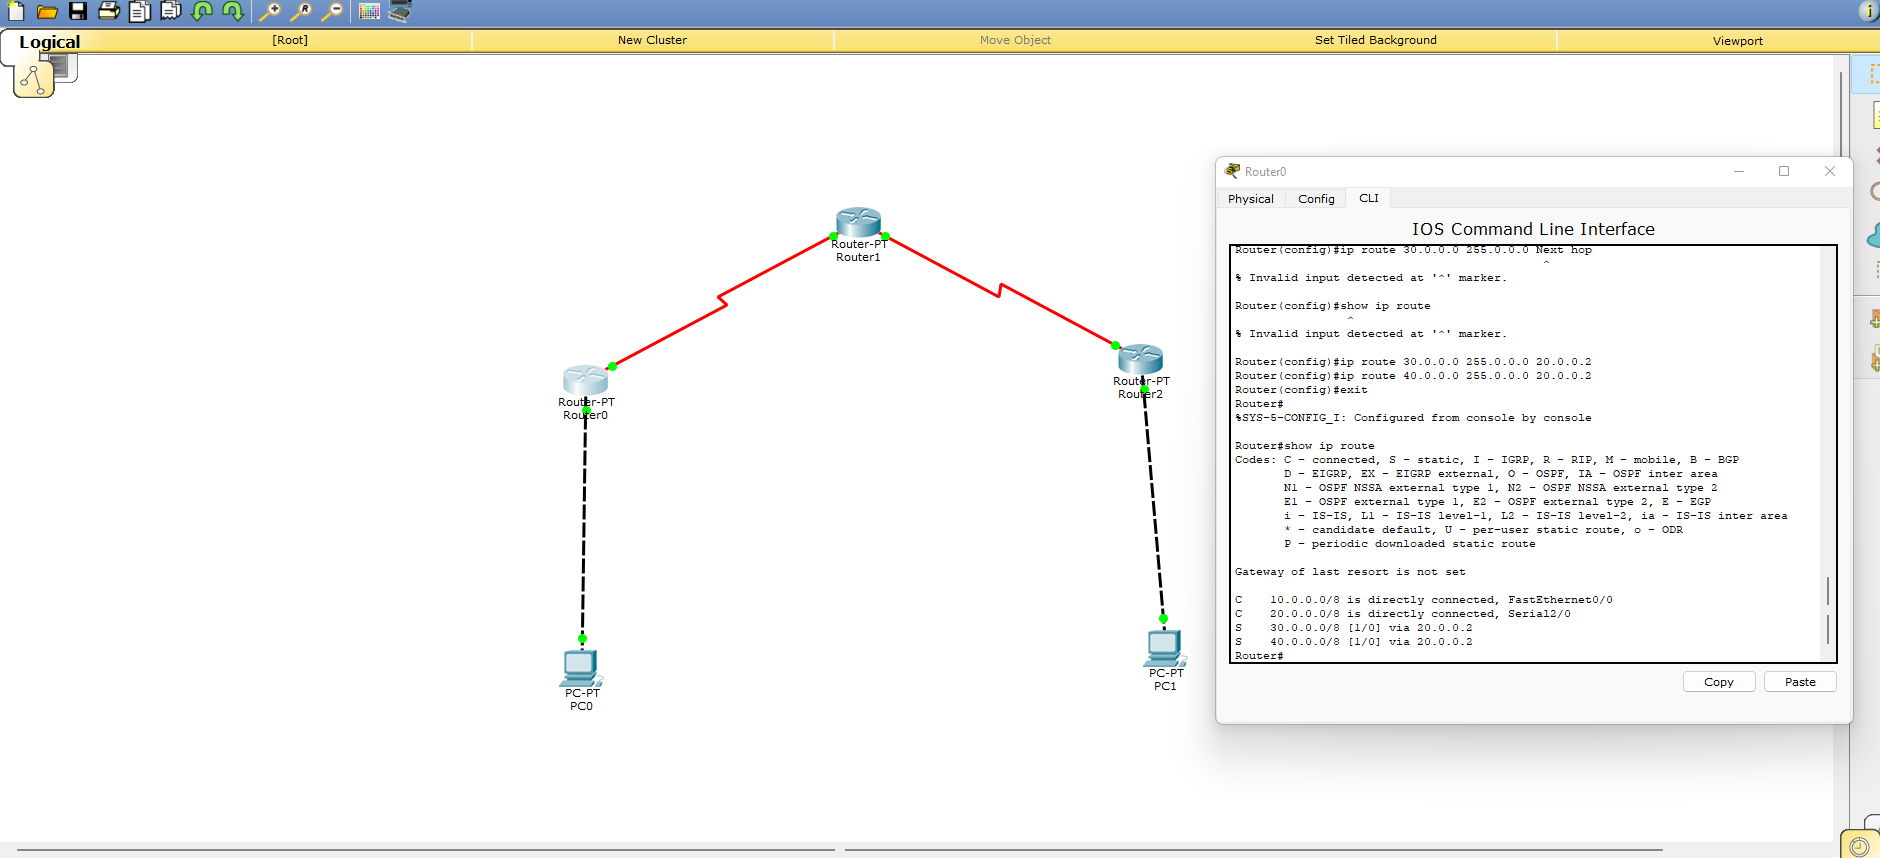 Logical
[Root]
New Cluster
Move Object
Set Tiled Background
Viewport
Router-PT
Router1
Router-PT
Router0
Router-PT
Router2
PC-PT
PC0
PC-PT
PC1
Router0
Physical
Config
CLI
IOS Command Line Interface
Router(config)#ip route 30.0.0.0 255.0.0.0 Next hop
^
% Invalid input detected at '^' marker.
Router(config)#show ip route
^
% Invalid input detected at '^' marker.
Router(config)#ip route 30.0.0.0 255.0.0.0 20.0.0.2
Router(config)#ip route 40.0.0.0 255.0.0.0 20.0.0.2
Router(config)#exit
Router#
%SYS-5-CONFIG_I: Configured from console by console
Router#show ip route
Codes: C - connected, S - static, I - IGRP, R - RIP, M - mobile, B - BGP
D - EIGRP, EX - EIGRP external, O - OSPF, IA - OSPF inter area
N1 - OSPF NSSA external type 1, N2 - OSPF NSSA external type 2
E1 - OSPF external type 1, E2 - OSPF external type 2, E - EGP
i - IS-IS, L1 - IS-IS level-1, L2 - IS-IS level-2, ia - IS-IS inter area
* - candidate default, U - per-user static route, o - ODR
P - periodic downloaded static route
Gateway of last resort is not set
C 10.0.0.0/8 is directly connected, FastEthernet0/0
C 20.0.0.0/8 is directly connected, Serial2/0
S 30.0.0.0/8 [1/0] via 20.0.0.2
S 40.0.0.0/8 [1/0] via 20.0.0.2
Router#
Copy
Paste